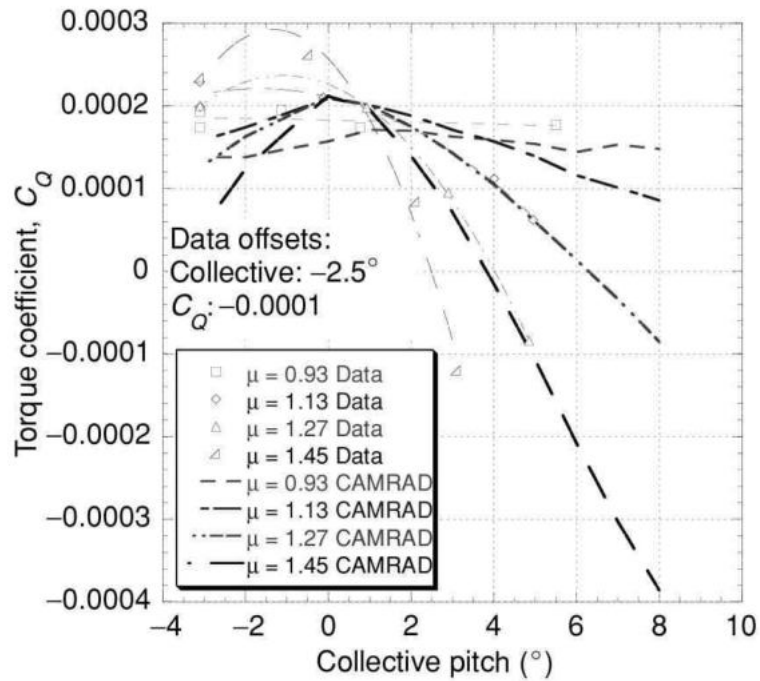 0.0003
0.0002
0.0001
0
−0.0001
−0.0002
−0.0003
−0.0004
Torque coefficient, C_Q
Data offsets:
Collective: −2.5°
C_Q: −0.0001
μ = 0.93 Data
μ = 1.13 Data
μ = 1.27 Data
μ = 1.45 Data
μ = 0.93 CAMRAD
μ = 1.13 CAMRAD
μ = 1.27 CAMRAD
μ = 1.45 CAMRAD
−4 −2 0 2 4 6 8 10
Collective pitch (°)